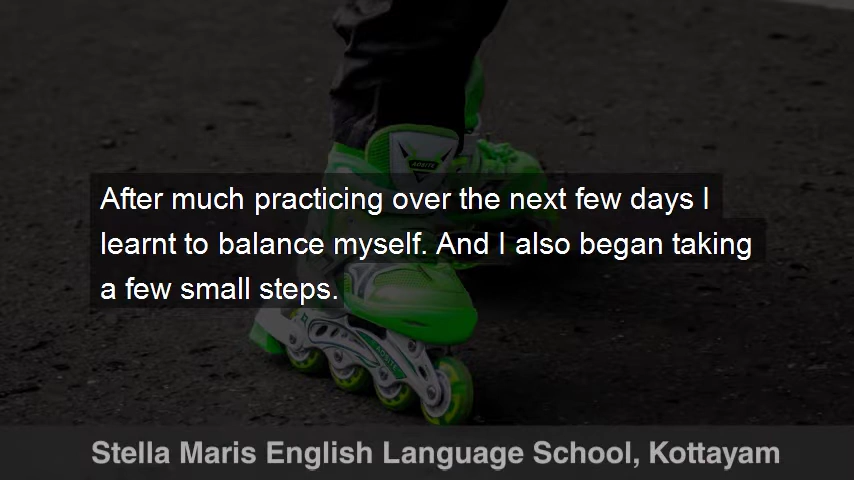 AOSITE
After much practicing over the next few days I
learnt to balance myself. And I also began taking
a few small steps.
Stella Maris English Language School, Kottayam